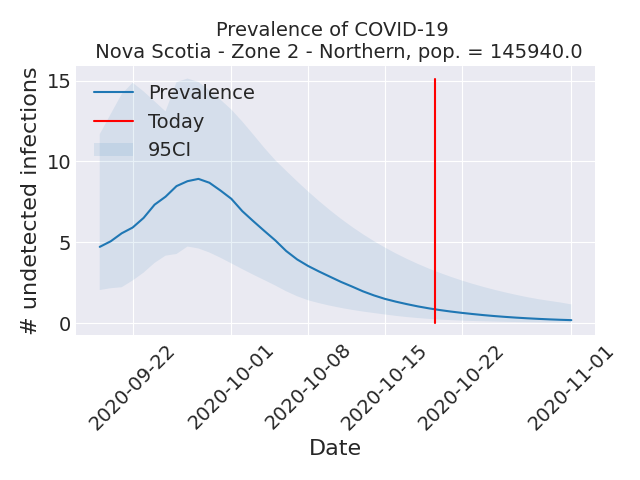 Prevalence of COVID-19
Nova Scotia - Zone 2 - Northern, pop. = 145940.0
# undetected infections
15
10
5
0
Prevalence
Today
95CI
2020-09-22
2020-10-01
2020-10-08
2020-10-15
2020-10-22
2020-11-01
Date